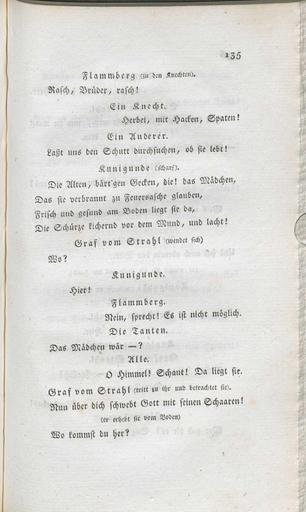 135
Flammberg (zu den Knechten).
Rasch, Brüder, rasch!
Ein Knecht.
Herbei, mit Hacken, Spaten!
Ein Anderer.
Laßt uns den Schutt durchsuchen, ob sie lebt!
Kunigunde (scharf).
Die Alten, bärt'gen Gecken, die! das Mädchen,
Das sie verbrannt zu Feuersasche glauben,
Frisch und gesund am Boden liegt sie da,
Die Schürze kichernd vor dem Mund, und lacht!
Graf vom Strahl (wendet sich)
Wo?
Kunigunde.
Hier!
Flammberg.
Nein, sprecht! Es ist nicht möglich.
Die Tanten.
Das Mädchen wär —?
Alle.
O Himmel! Schaut! Da liegt sie.
Graf vom Strahl (tritt zu ihr und betrachtet sie).
Nun über dich schwebt Gott mit seinen Schaaren!
(er erhebt sie vom Boden)
Wo kommst du her?